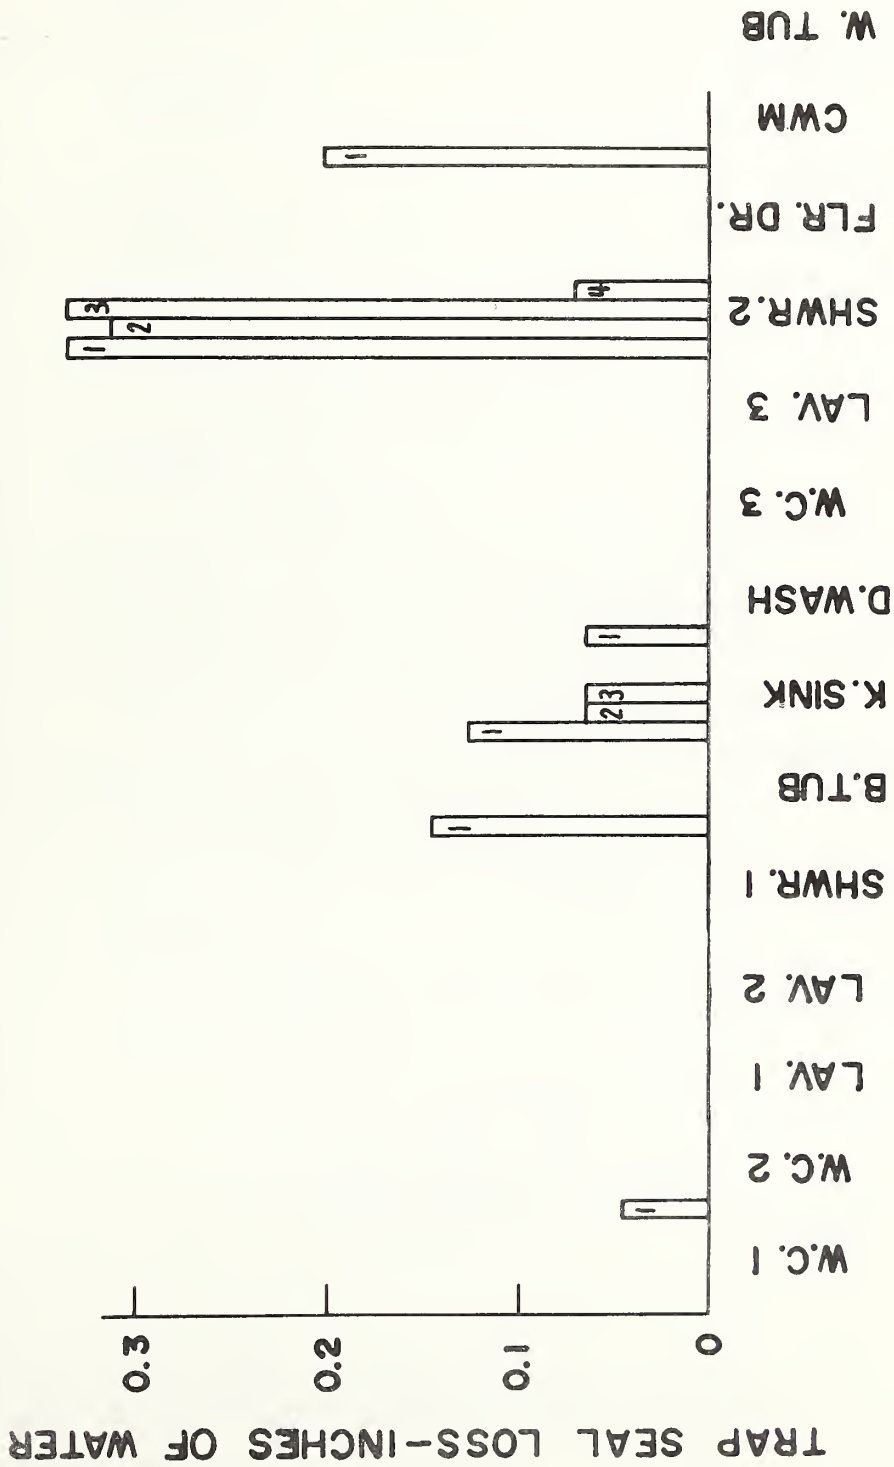 W. TUB
CWM
1
FLR. DR.
4
3
SHWR. 2
2
1
LAV. 3
W.C. 3
D. WASH
1
K. SINK
3
2
1
B. TUB
1
SHWR. 1
LAV. 2
LAV. 1
W.C. 2
1
W.C. 1
0.3
0.2
0.1
0
TRAP SEAL LOSS-INCHES OF WATER